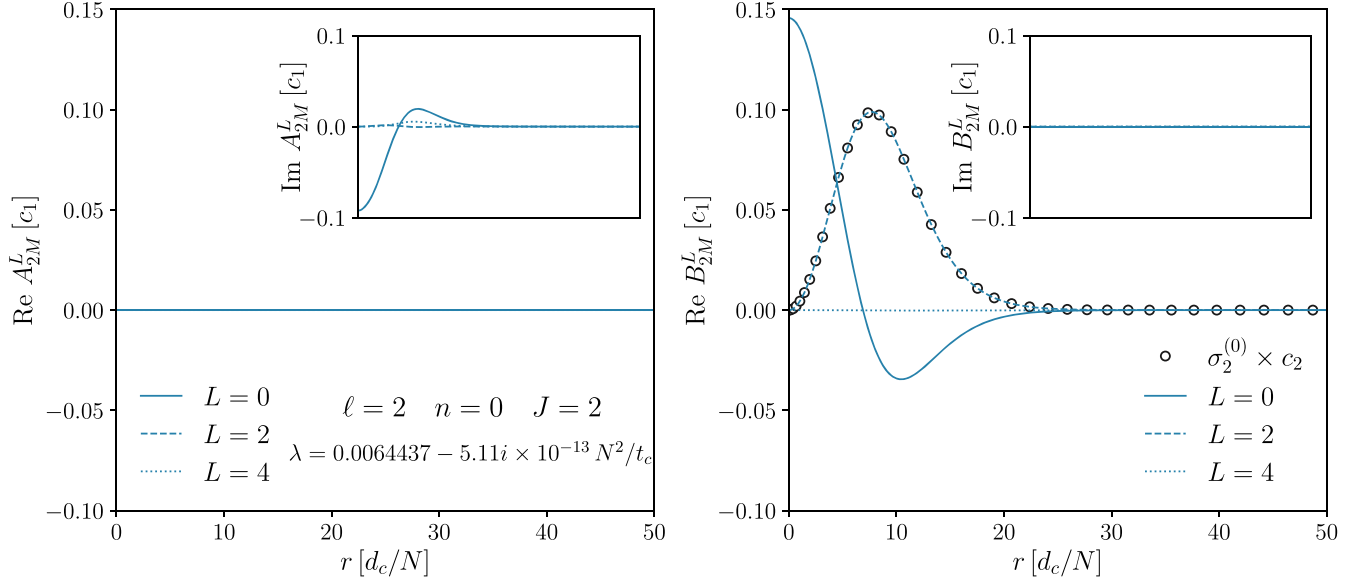 0.15
0.10
0.05
0.00
−0.05
−0.10
Re A^L_{2M} [c_1]
0.1
0.0
−0.1
Im A^L_{2M} [c_1]
L = 0
L = 2
L = 4
ℓ = 2 n = 0 J = 2
λ = 0.0064437 − 5.11i × 10^{−13} N^2/t_c
0 10 20 30 40 50
r [d_c/N]
0.15
0.10
0.05
0.00
−0.05
−0.10
Re B^L_{2M} [c_1]
0.1
0.0
−0.1
Im B^L_{2M} [c_1]
σ_2^{(0)} × c_2
L = 0
L = 2
L = 4
0 10 20 30 40 50
r [d_c/N]